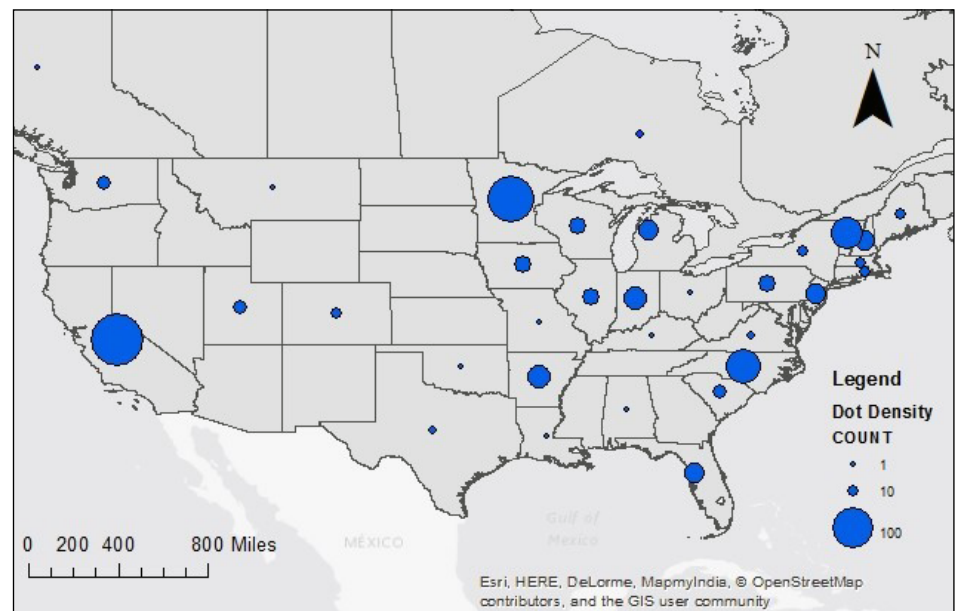 N
Legend
Dot Density
COUNT
1
10
100
0 200 400 800 Miles
MÉXICO
Gulf of
Mexico
Esri, HERE, DeLorme, MapmyIndia, © OpenStreetMap
contributors, and the GIS user community